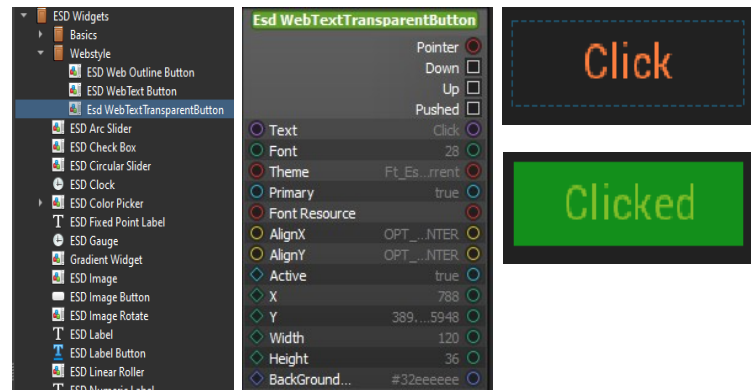 ESD Widgets
Basics
Webstyle
ESD Web Outline Button
ESD WebText Button
Esd WebTextTransparentButton
ESD Arc Slider
ESD Check Box
ESD Circular Slider
ESD Clock
ESD Color Picker
ESD Fixed Point Label
ESD Gauge
Gradient Widget
ESD Image
ESD Image Button
ESD Image Rotate
ESD Label
ESD Label Button
ESD Linear Roller
ESD Numeric Label
Esd WebTextTransparentButton
Pointer
Down
Up
Pushed
Text Click
Font 28
Theme Ft_Es...rrent
Primary true
Font Resource
AlignX OPT_...NTER
AlignY OPT_...NTER
Active true
X 788
Y 389....5948
Width 120
Height 36
BackGround... #32eeeeee
Click
Clicked